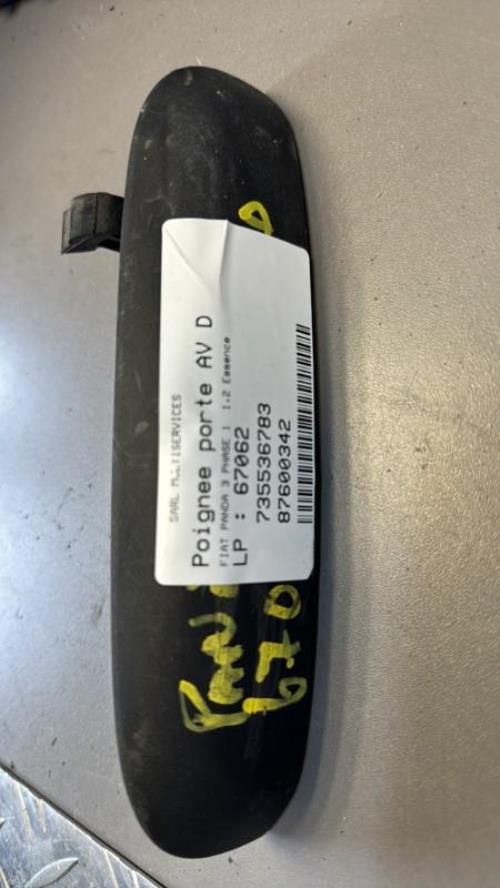 SARL MULTISERVICES
Poignee porte AV D
FIAT PANDA 3 PHASE 1 1.2 Essence
LP : 67062
735536783
87600342